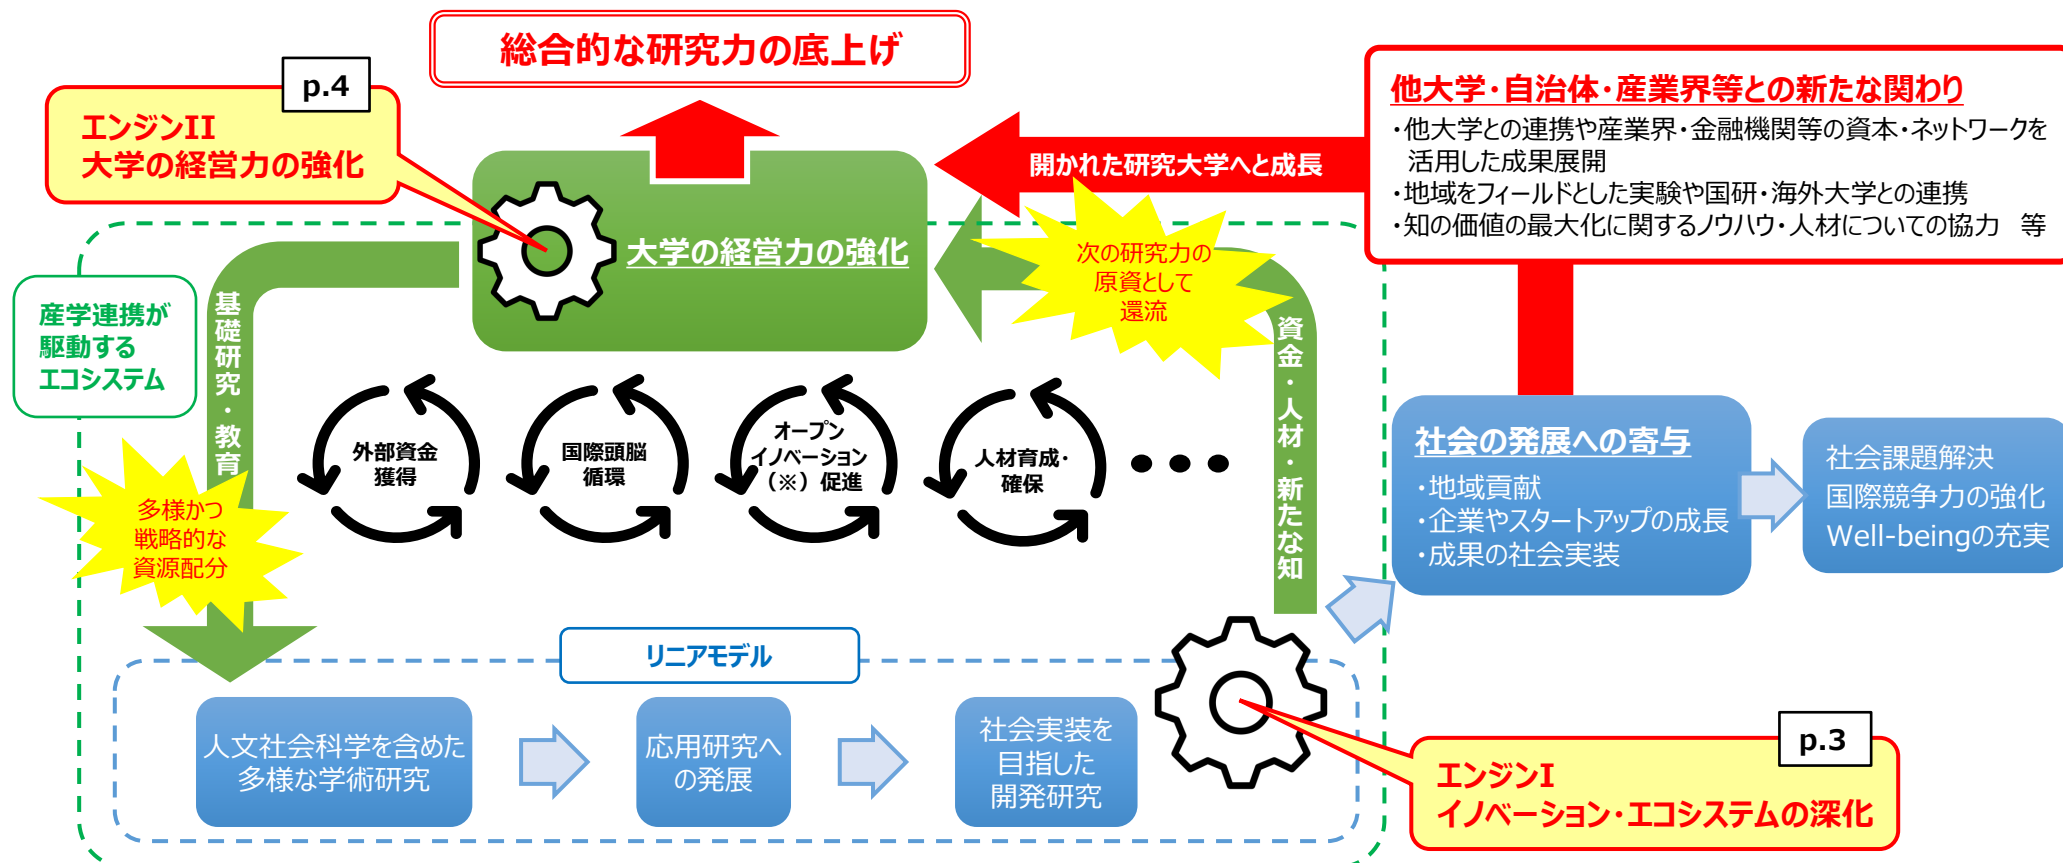 総合的な研究力の底上げ
p.4
エンジンII
大学の経営力の強化
他大学・自治体・産業界等との新たな関わり
・他大学との連携や産業界・金融機関等の資本・ネットワークを
活用した成果展開
・地域をフィールドとした実験や国研・海外大学との連携
・知の価値の最大化に関するノウハウ・人材についての協力　等
開かれた研究大学へと成長
大学の経営力の強化
次の研究力の
原資として
還流
産学連携が
駆動する
エコシステム
基礎研究・教育
資金・人材・新たな知
外部資金
獲得
国際頭脳
循環
オープン
イノベーション
（※）促進
人材育成・
確保
●●●
多様かつ
戦略的な
資源配分
社会の発展への寄与
・地域貢献
・企業やスタートアップの成長
・成果の社会実装
社会課題解決
国際競争力の強化
Well-beingの充実
リニアモデル
人文社会科学を含めた
多様な学術研究
応用研究へ
の発展
社会実装を
目指した
開発研究
p.3
エンジンI
イノベーション・エコシステムの深化